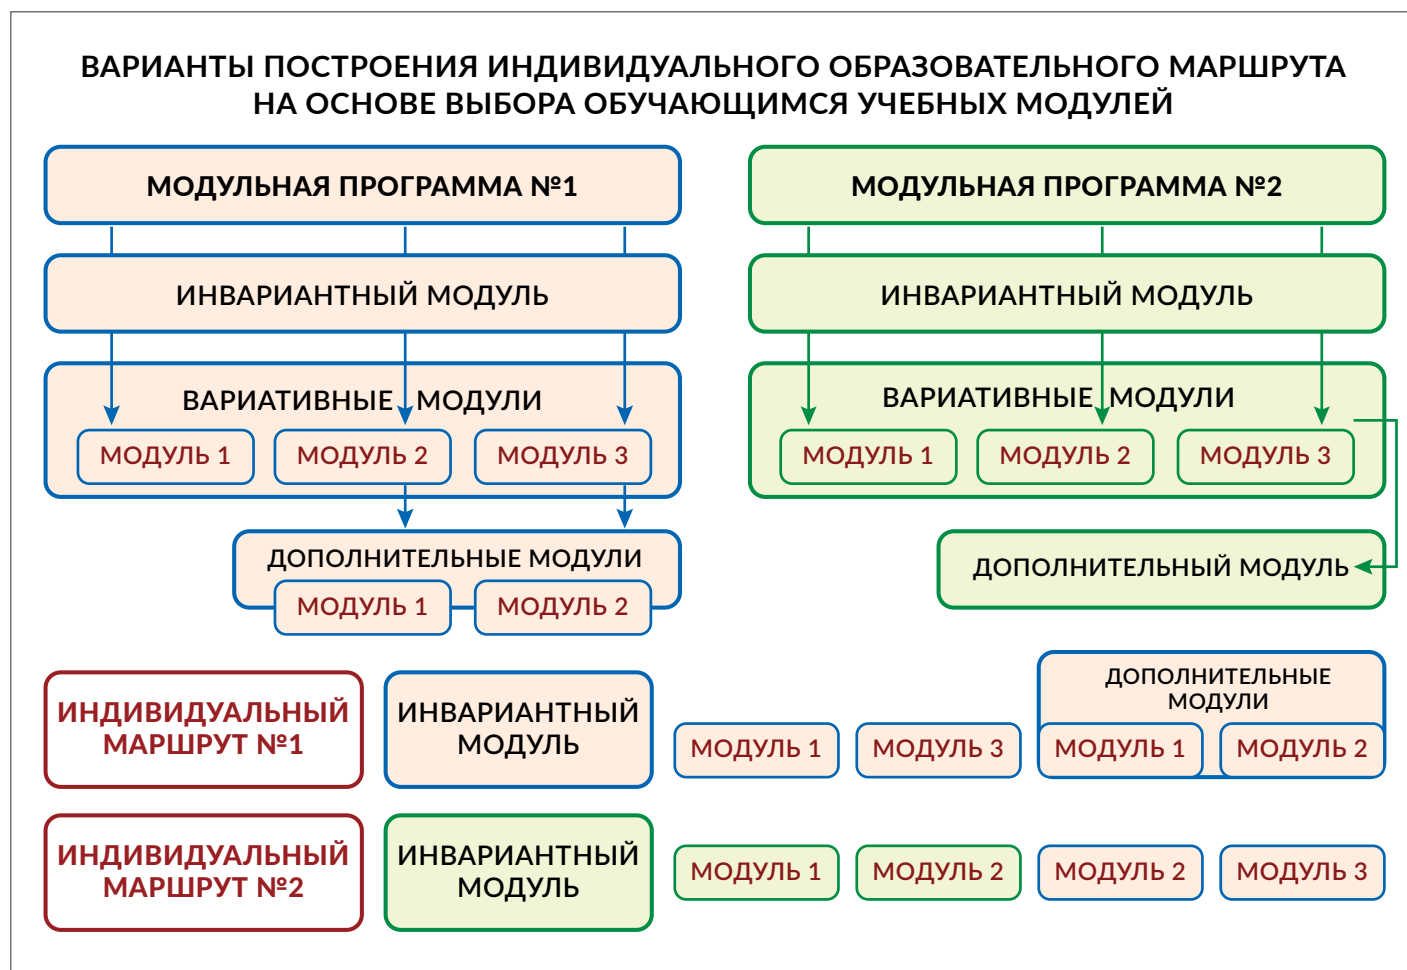 ВАРИАНТЫ ПОСТРОЕНИЯ ИНДИВИДУАЛЬНОГО ОБРАЗОВАТЕЛЬНОГО МАРШРУТА
НА ОСНОВЕ ВЫБОРА ОБУЧАЮЩИМСЯ УЧЕБНЫХ МОДУЛЕЙ
МОДУЛЬНАЯ ПРОГРАММА №1
ИНВАРИАНТНЫЙ МОДУЛЬ
ВАРИАТИВНЫЕ МОДУЛИ
МОДУЛЬ 1
МОДУЛЬ 2
МОДУЛЬ 3
ДОПОЛНИТЕЛЬНЫЕ МОДУЛИ
МОДУЛЬ 1
МОДУЛЬ 2
МОДУЛЬНАЯ ПРОГРАММА №2
ИНВАРИАНТНЫЙ МОДУЛЬ
ВАРИАТИВНЫЕ МОДУЛИ
МОДУЛЬ 1
МОДУЛЬ 2
МОДУЛЬ 3
ДОПОЛНИТЕЛЬНЫЙ МОДУЛЬ
ИНДИВИДУАЛЬНЫЙ
МАРШРУТ №1
ИНВАРИАНТНЫЙ
МОДУЛЬ
МОДУЛЬ 1
МОДУЛЬ 3
ДОПОЛНИТЕЛЬНЫЕ
МОДУЛИ
МОДУЛЬ 1
МОДУЛЬ 2
ИНДИВИДУАЛЬНЫЙ
МАРШРУТ №2
ИНВАРИАНТНЫЙ
МОДУЛЬ
МОДУЛЬ 1
МОДУЛЬ 2
МОДУЛЬ 2
МОДУЛЬ 3